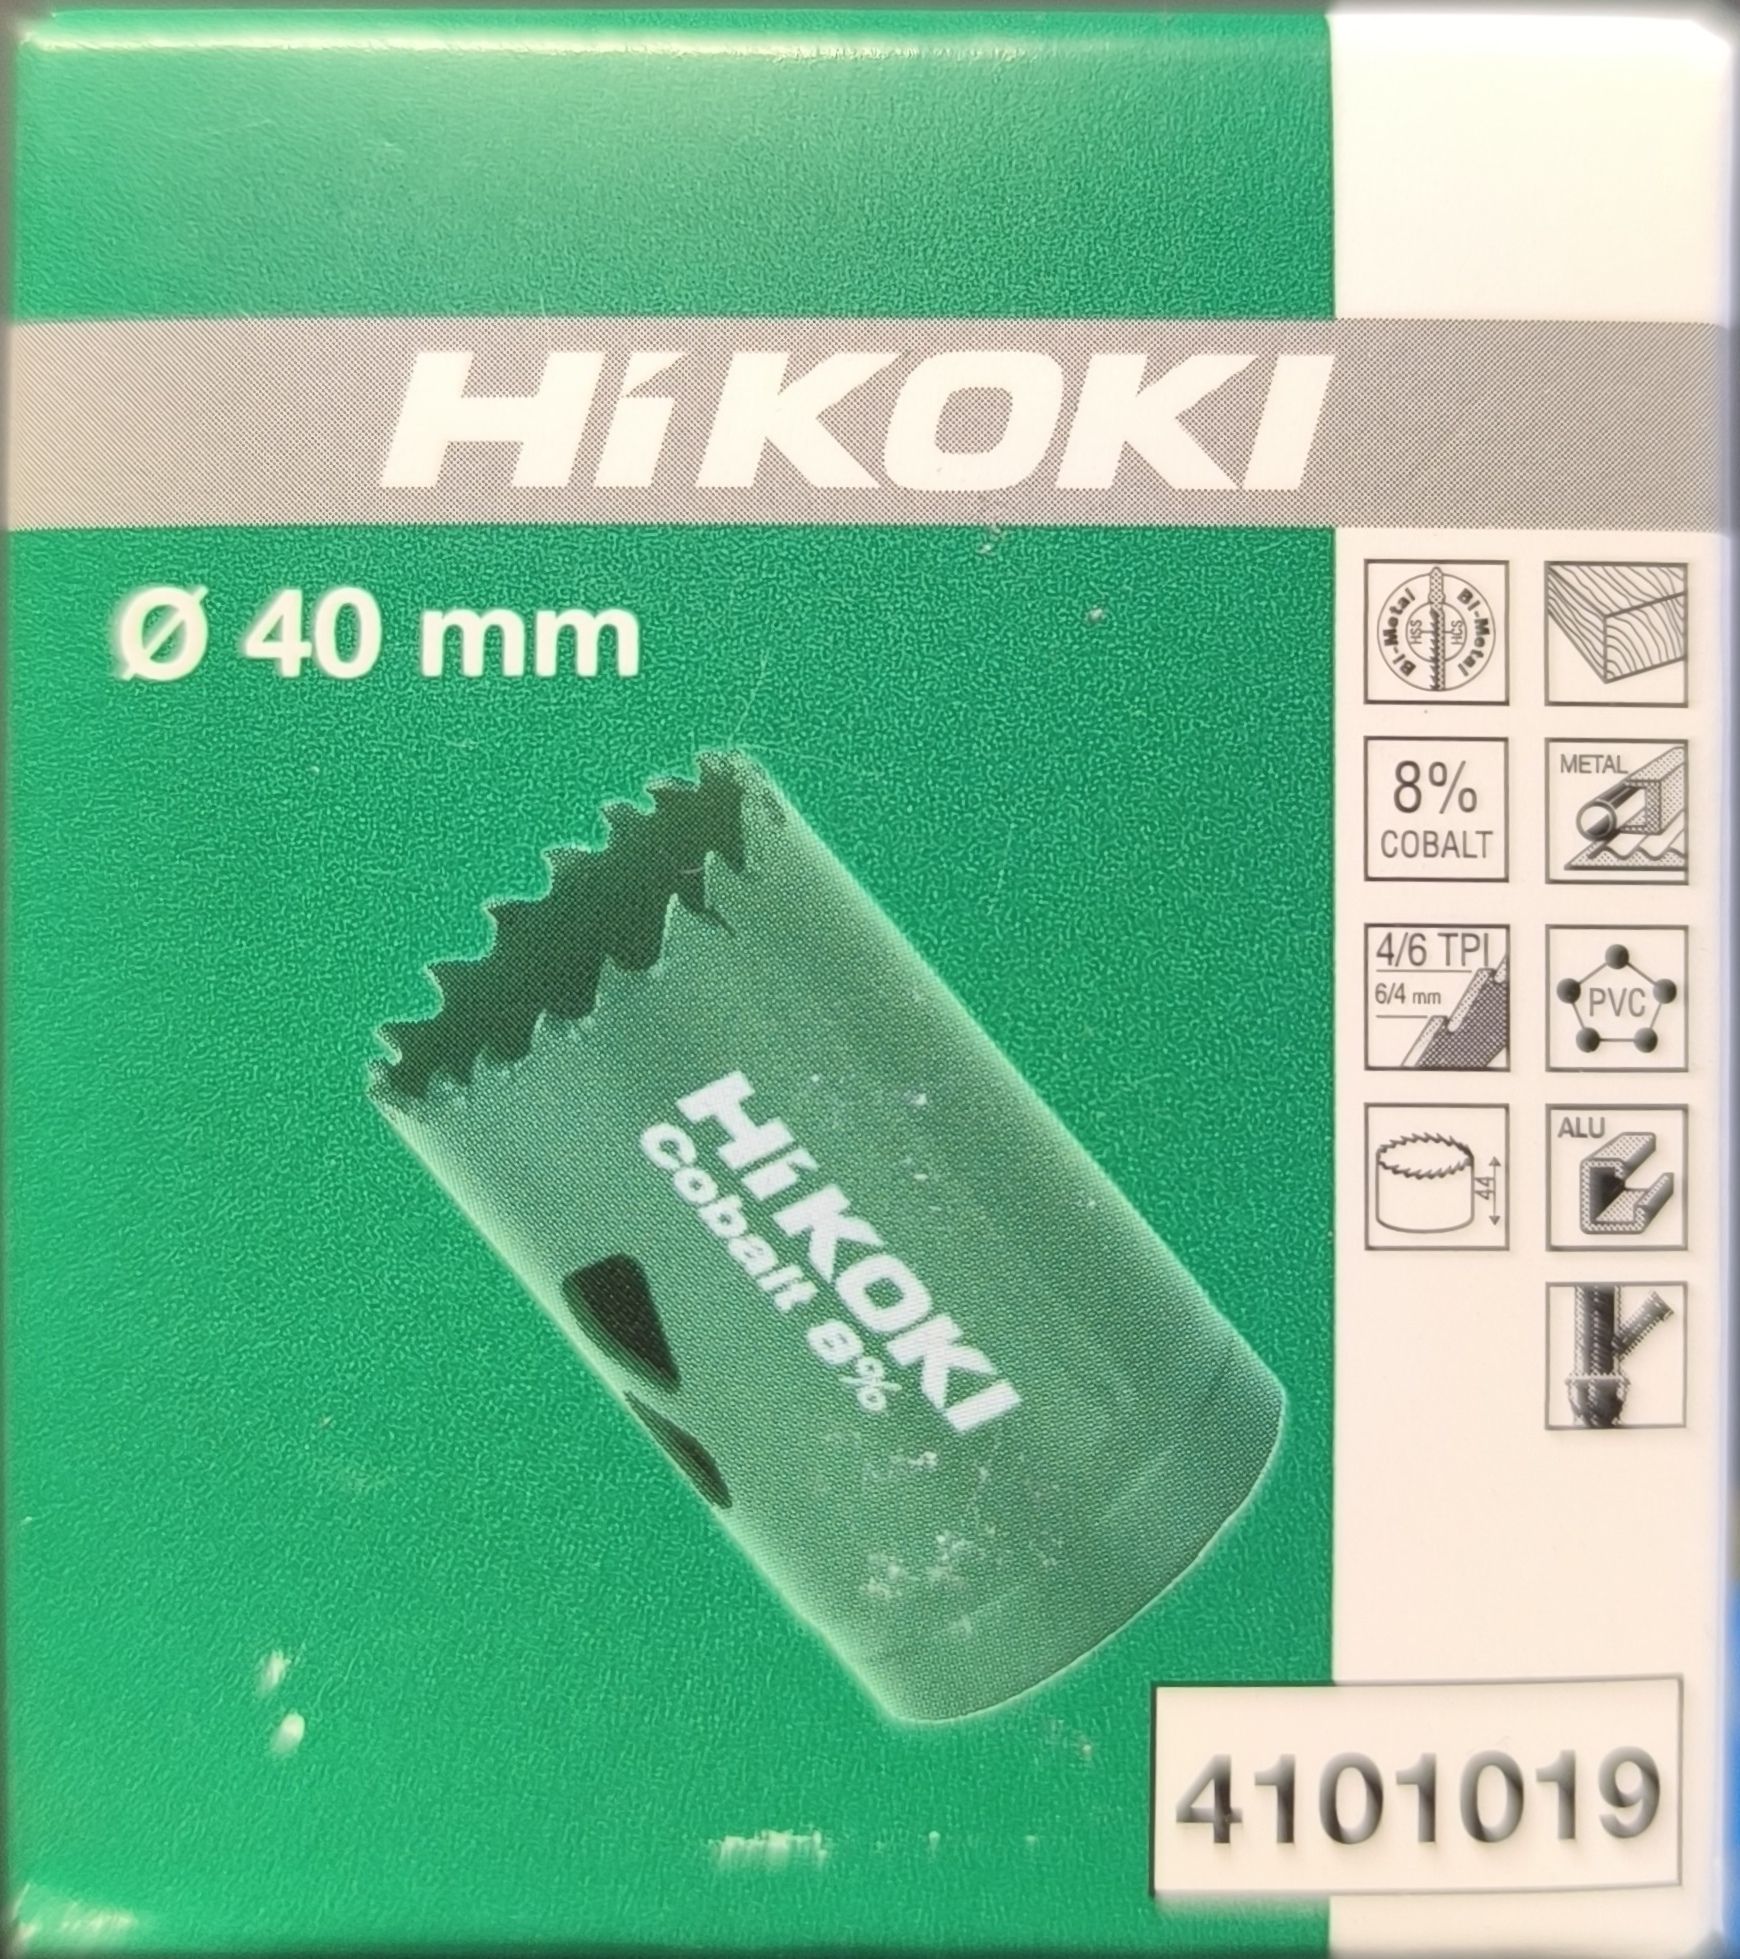 HiKOKI
Ø 40 mm
Bi-Metal
Bi-Metal
HSS
HCS
8%
COBALT
METAL
4/6 TPI
6/4 mm
PVC
44
ALU
HiKOKI
Cobalt 8%
4101019